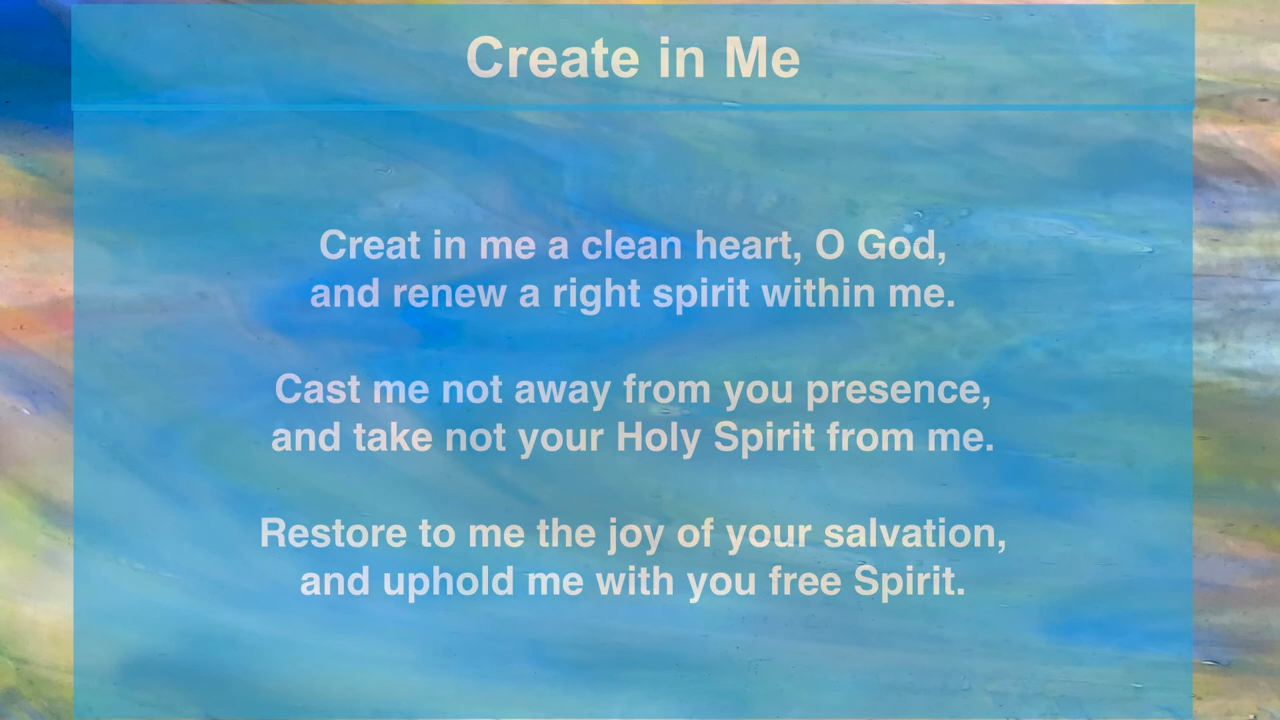 Create in Me
Creat in me a clean heart, O God,
and renew a right spirit within me.
Cast me not away from you presence,
and take not your Holy Spirit from me.
Restore to me the joy of your salvation,
and uphold me with you free Spirit.